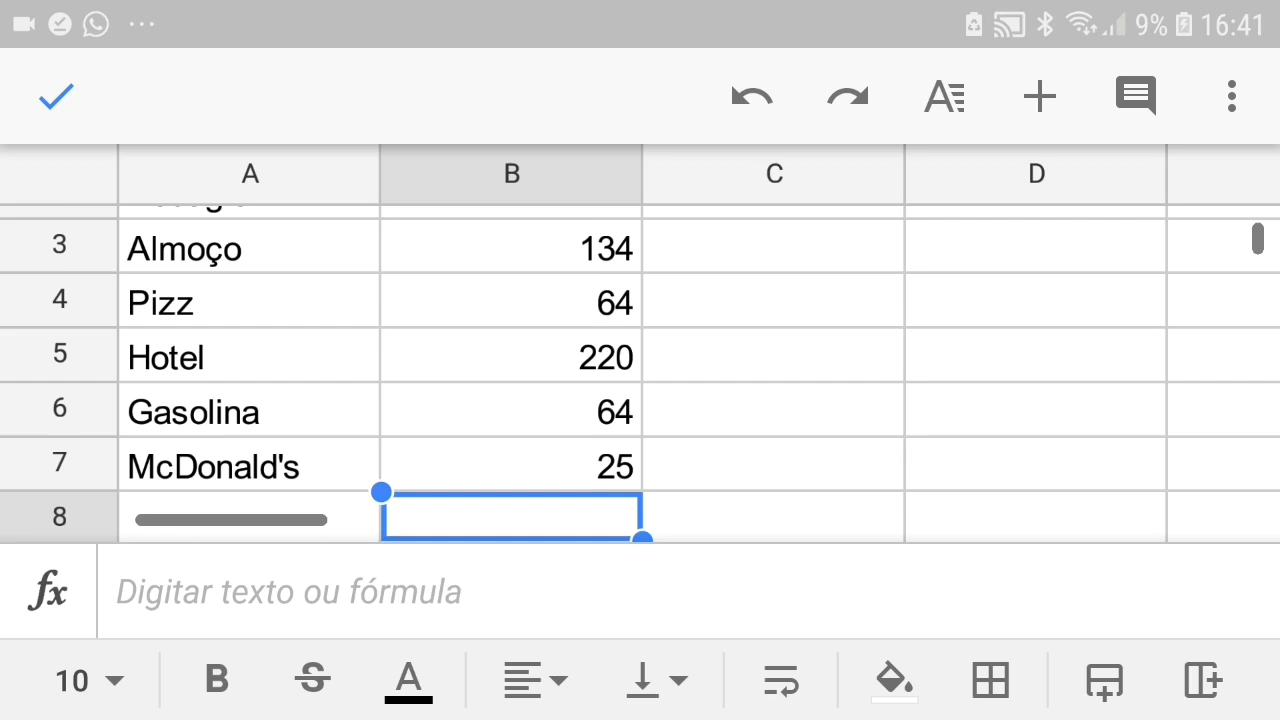 9% 16:41
A B C D
3 Almoço 134
4 Pizz 64
5 Hotel 220
6 Gasolina 64
7 McDonald's 25
8
fx Digitar texto ou fórmula
10 B S A